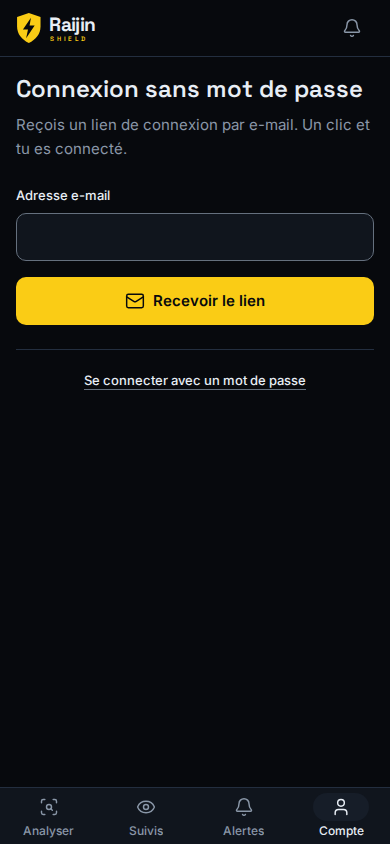 Raijin
SHIELD
Connexion sans mot de passe
Reçois un lien de connexion par e-mail. Un clic et
tu es connecté.
Adresse e-mail
Recevoir le lien
Se connecter avec un mot de passe
Analyser
Suivis
Alertes
Compte